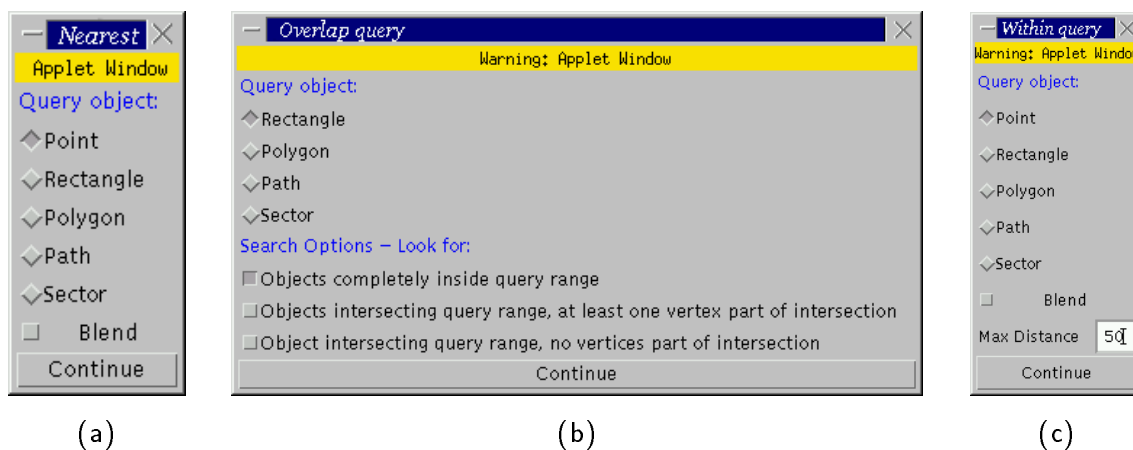 Nearest
Applet Window
Query object:
Point
Rectangle
Polygon
Path
Sector
Blend
Continue
(a)
Overlap query
Warning: Applet Window
Query object:
Rectangle
Polygon
Path
Sector
Search Options – Look for:
Objects completely inside query range
Objects intersecting query range, at least one vertex part of intersection
Object intersecting query range, no vertices part of intersection
Continue
(b)
Within query
Warning: Applet Windo
Query object:
Point
Rectangle
Polygon
Path
Sector
Blend
Max Distance 50
Continue
(c)